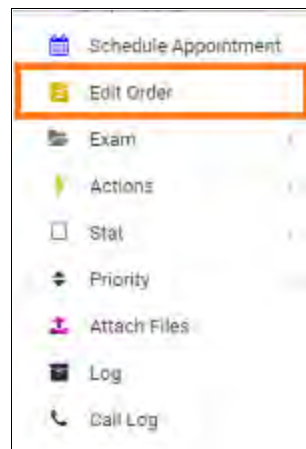 Schedule Appointment
Edit Order
Exam
Actions
Stat
Priority
Attach Files
Log
Call Log